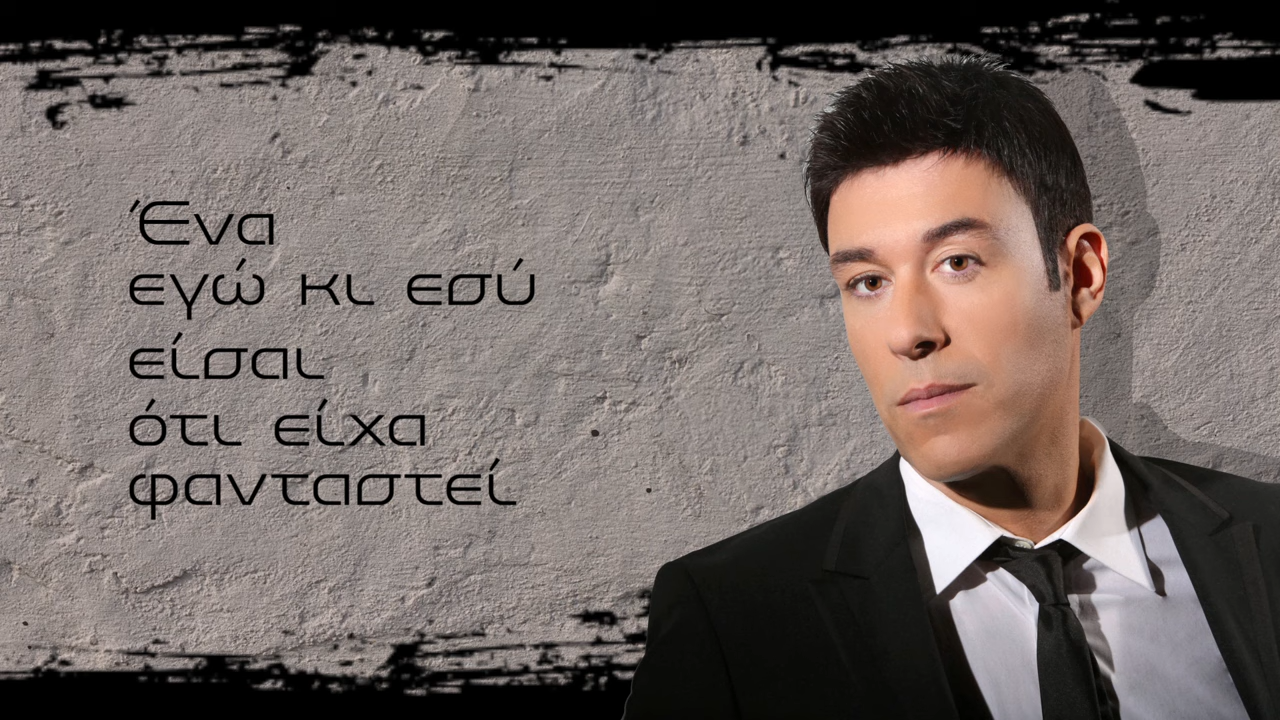 Ένα
εγώ κι εσύ
είσαι
ότι είχα
φανταστεί